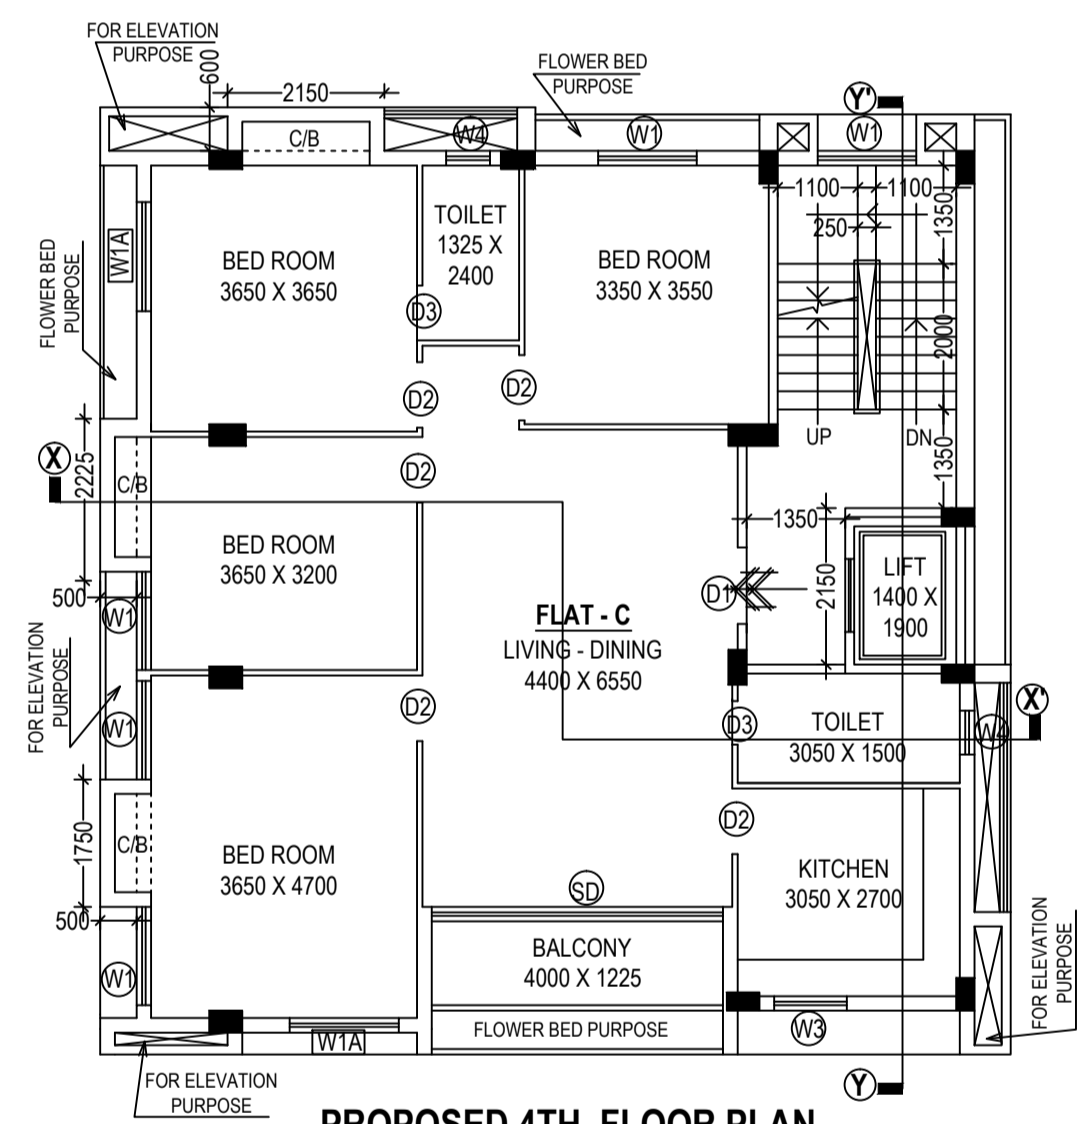 FOR ELEVATION
PURPOSE
600
2150
FLOWER BED
PURPOSE
Y'
C/B
W4
W1
W1
1100
1100
1350
250
TOILET
1325 X
2400
BED ROOM
3650 X 3650
BED ROOM
3350 X 3550
W1A
FLOWER BED
PURPOSE
D3
2000
D2
D2
UP
DN
1350
X
2225
C/B
D2
1350
BED ROOM
3650 X 3200
LIFT
1400 X
1900
2150
D1
500
W1
FLAT - C
LIVING - DINING
4400 X 6550
FOR ELEVATION
PURPOSE
W1
D2
D3
TOILET
3050 X 1500
W4
X'
1750
C/B
D2
BED ROOM
3650 X 4700
KITCHEN
3050 X 2700
SD
500
BALCONY
4000 X 1225
W1
FOR ELEVATION
PURPOSE
FLOWER BED PURPOSE
W3
W1A
FOR ELEVATION
PURPOSE
Y
PROPOSED 4TH FLOOR PLAN